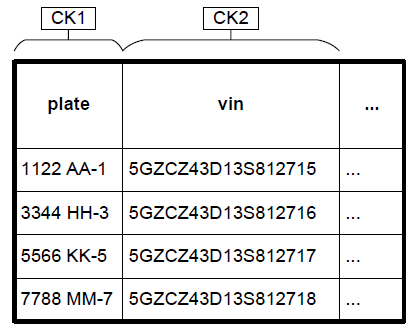 CK1 CK2
plate vin ...
1122 AA-1 5GZCZ43D13S812715 ...
3344 HH-3 5GZCZ43D13S812716 ...
5566 KK-5 5GZCZ43D13S812717 ...
7788 MM-7 5GZCZ43D13S812718 ...